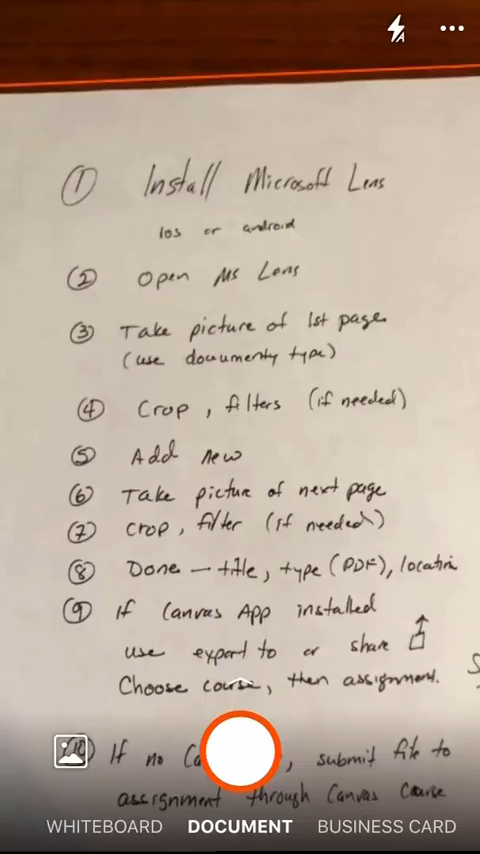 ① Install Microsoft Lens
Ios or android
② Open MS Lens
③ Take picture of 1st page
(use documenty type)
④ Crop, filters (if needed)
⑤ Add new
⑥ Take picture of next page
⑦ Crop, filter (if needed)
⑧ Done — title, type (PDF), location
⑨ If Canvas App installed
use export to or share
Choose course, then assignment.
⑩ If no , submit file to
assignment through Canvas Course
WHITEBOARD DOCUMENT BUSINESS CARD